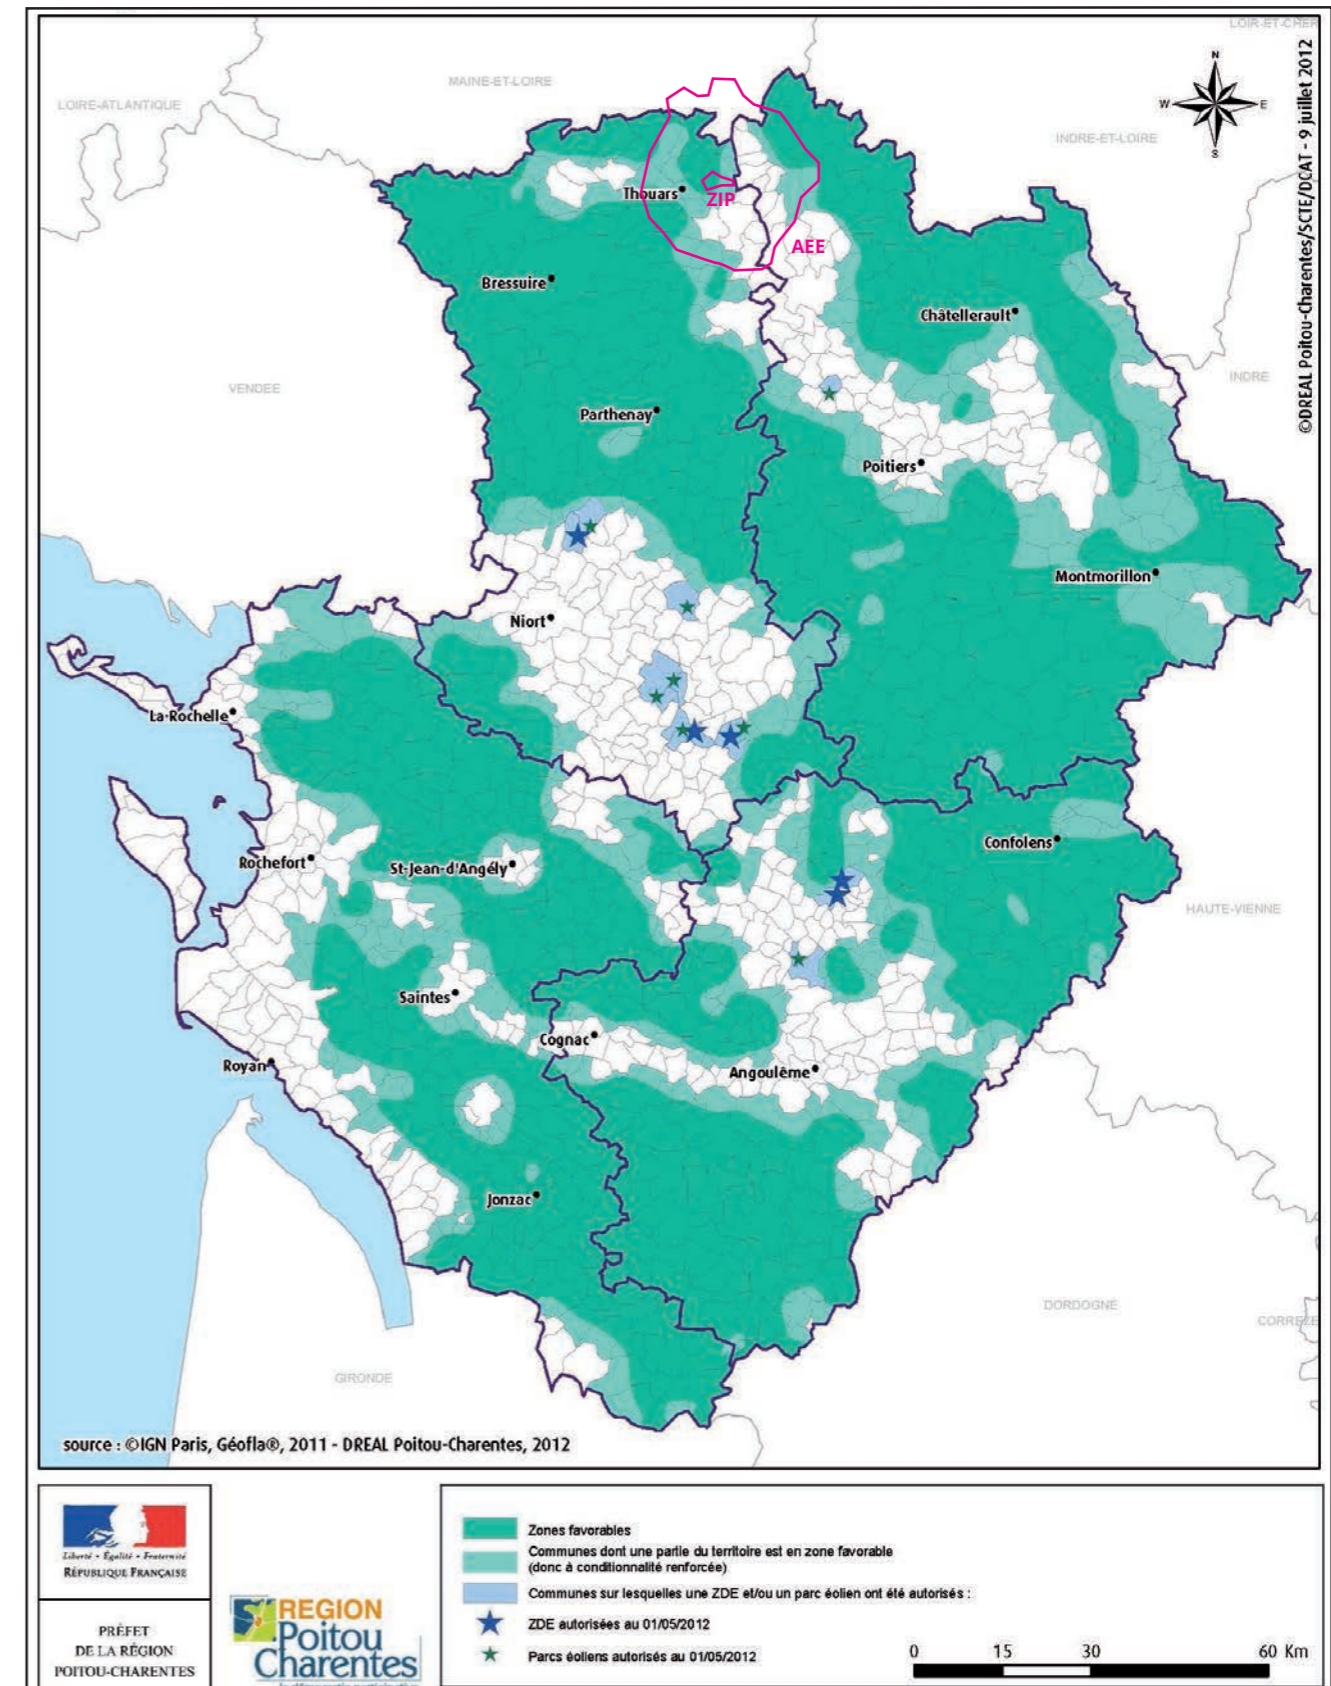 LOIR-ET-CHER
MAINE-ET-LOIRE
LOIRE-ATLANTIQUE
INDRE-ET-LOIRE
N
W
E
S
©DREAL Poitou-Charentes/SCTE/DCAT - 9 juillet 2012
Thouars
ZIP
AEE
Bressuire
Châtellerault
VENDEE
INDRE
Parthenay
Poitiers
Montmorillon
Niort
La Rochelle
Rochefort
St-Jean-d'Angély
Confolens
HAUTE-VIENNE
Saintes
Cognac
Royan
Angoulême
Jonzac
DORDOGNE
CORREZE
GIRONDE
source : ©IGN Paris, Géofla®, 2011 - DREAL Poitou-Charentes, 2012
Liberté • Égalité • Fraternité
RÉPUBLIQUE FRANÇAISE
PRÉFET
DE LA RÉGION
POITOU-CHARENTES
REGION
Poitou
Charentes
Zones favorables
Communes dont une partie du territoire est en zone favorable
(donc à conditionnalité renforcée)
Communes sur lesquelles une ZDE et/ou un parc éolien ont été autorisés :
ZDE autorisées au 01/05/2012
Parcs éoliens autorisés au 01/05/2012
0 15 30 60 Km